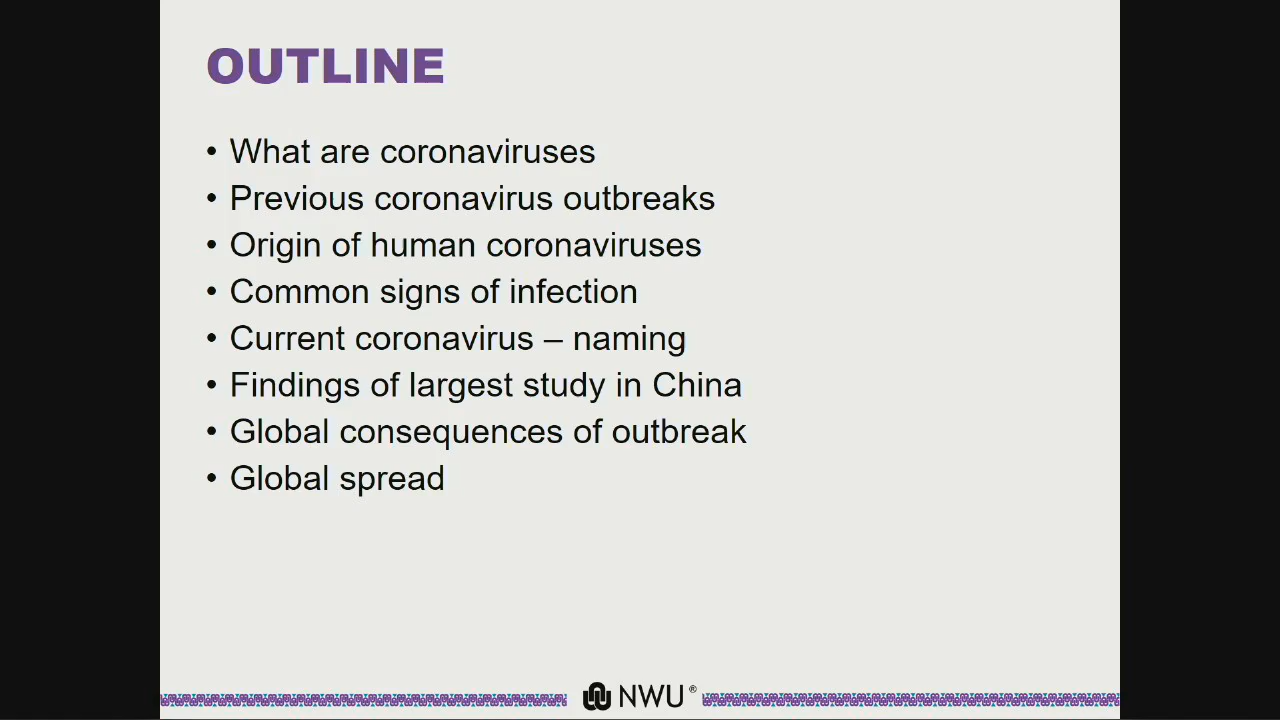 OUTLINE
• What are coronaviruses
• Previous coronavirus outbreaks
• Origin of human coronaviruses
• Common signs of infection
• Current coronavirus – naming
• Findings of largest study in China
• Global consequences of outbreak
• Global spread
NWU®